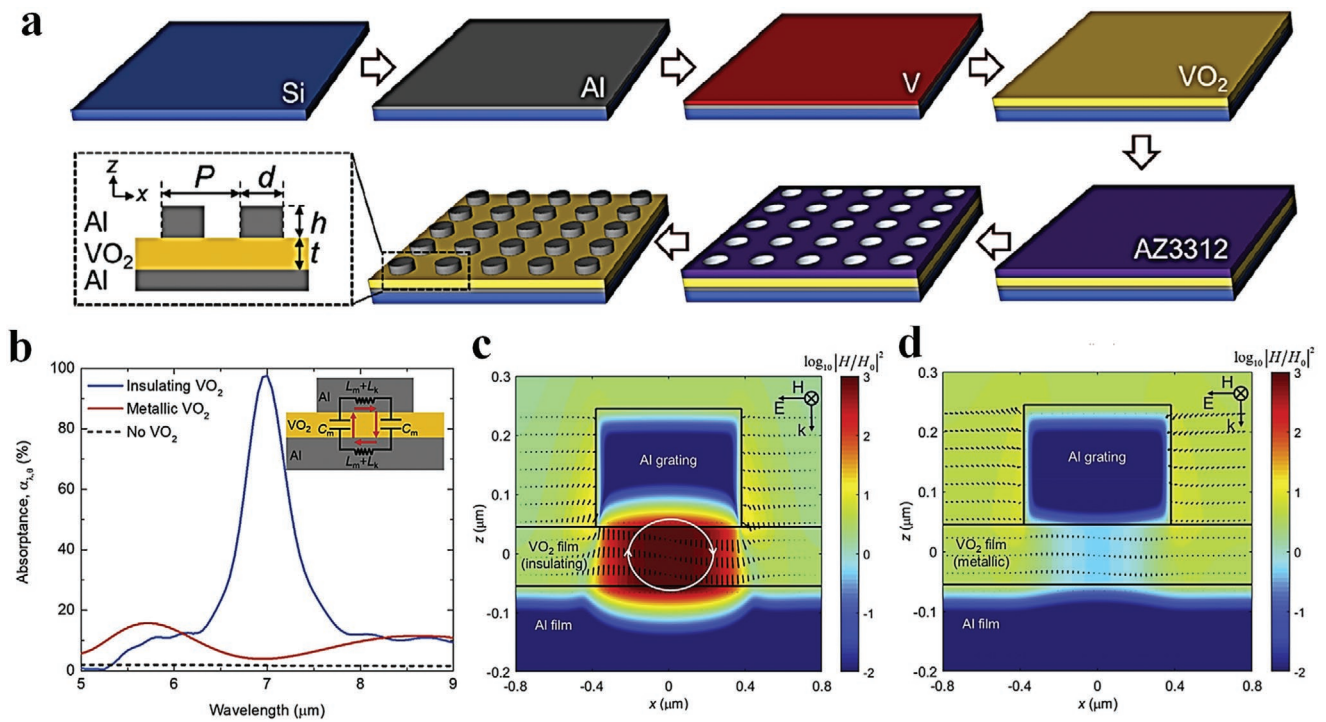 a
Si
Al
V
VO₂
z
x
P
d
h
t
Al
VO₂
Al
AZ3312
b
Absorptance, α_λ,θ (%)
100
80
60
40
20
0
Insulating VO₂
Metallic VO₂
No VO₂
Lm+Lk
Al
VO₂
Cm
Cm
Al
Lm+Lk
5
6
7
8
9
Wavelength (μm)
c
log₁₀|H/H₀|²
z (μm)
0.3
0.2
0.1
0
-0.1
-0.2
H
E
k
Al grating
VO₂ film
(insulating)
Al film
3
2
1
0
-1
-2
-0.8
-0.4
0
0.4
0.8
x (μm)
d
log₁₀|H/H₀|²
z (μm)
0.3
0.2
0.1
0
-0.1
-0.2
H
E
k
Al grating
VO₂ film
(metallic)
Al film
3
2
1
0
-1
-2
-0.8
-0.4
0
0.4
0.8
x (μm)